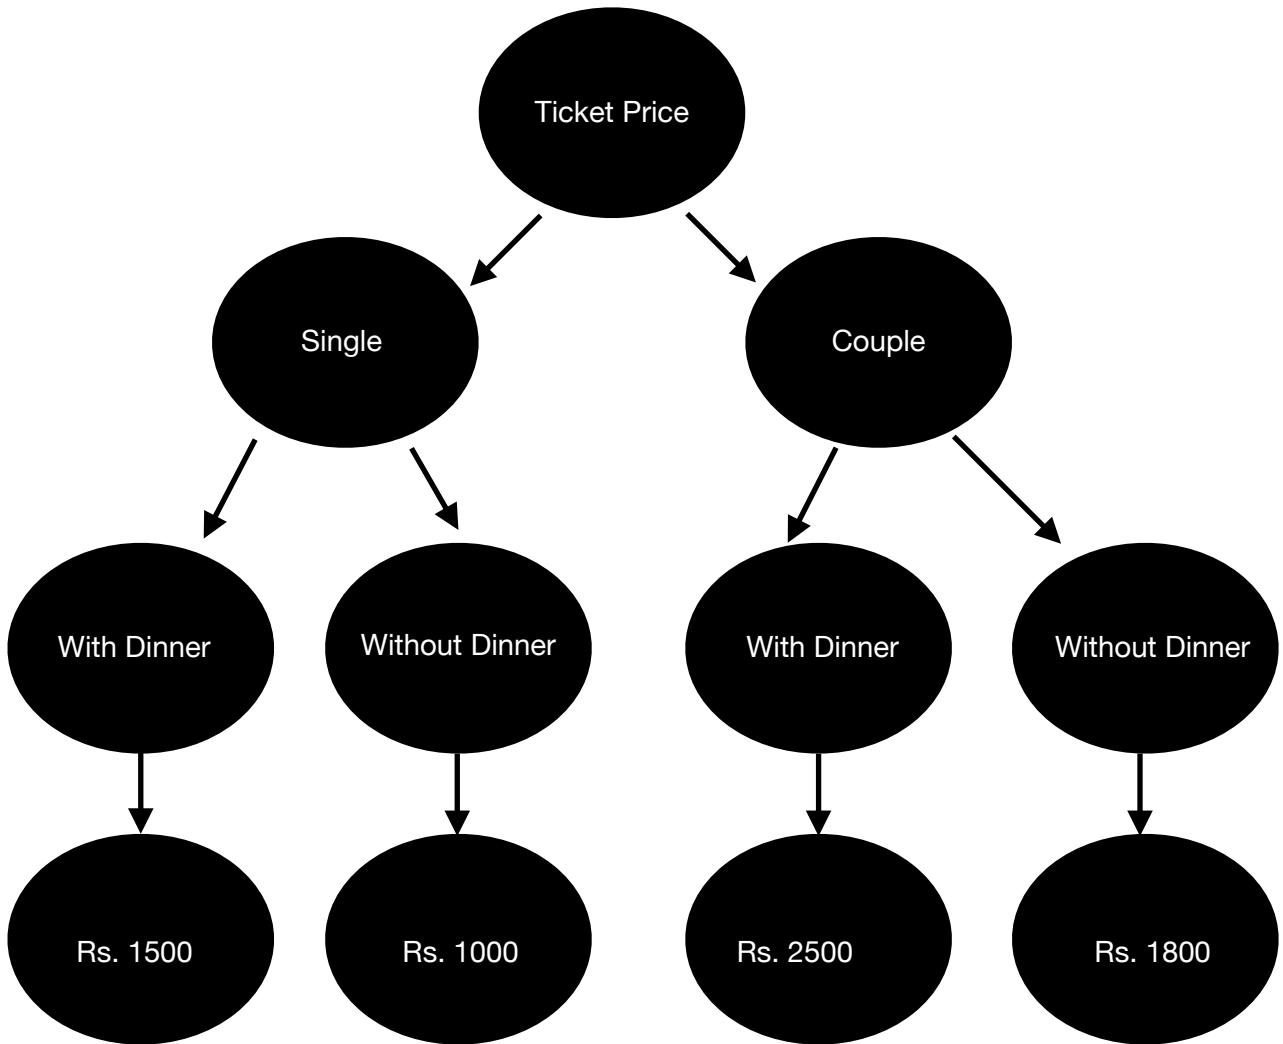 Ticket Price
Single
Couple
With Dinner
Without Dinner
With Dinner
Without Dinner
Rs. 1500
Rs. 1000
Rs. 2500
Rs. 1800